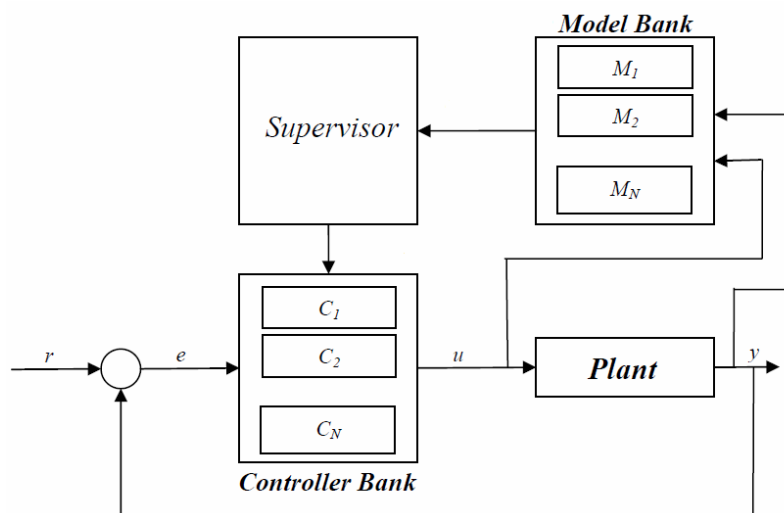 Model Bank
M1
Supervisor
M2
MN
C1
r
e
C2
u
Plant
y
CN
Controller Bank